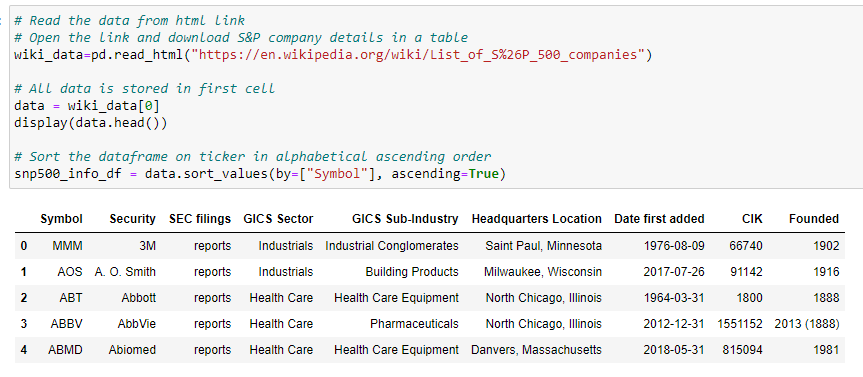 # Read the data from html link
# Open the link and download S&P company details in a table
wiki_data=pd.read_html("https://en.wikipedia.org/wiki/List_of_S%26P_500_companies")
# All data is stored in first cell
data = wiki_data[0]
display(data.head())
# Sort the dataframe on ticker in alphabetical ascending order
snp500_info_df = data.sort_values(by=["Symbol"], ascending=True)
Symbol Security SEC filings GICS Sector GICS Sub-Industry Headquarters Location Date first added CIK Founded
0 MMM 3M reports Industrials Industrial Conglomerates Saint Paul, Minnesota 1976-08-09 66740 1902
1 AOS A. O. Smith reports Industrials Building Products Milwaukee, Wisconsin 2017-07-26 91142 1916
2 ABT Abbott reports Health Care Health Care Equipment North Chicago, Illinois 1964-03-31 1800 1888
3 ABBV AbbVie reports Health Care Pharmaceuticals North Chicago, Illinois 2012-12-31 1551152 2013 (1888)
4 ABMD Abiomed reports Health Care Health Care Equipment Danvers, Massachusetts 2018-05-31 815094 1981